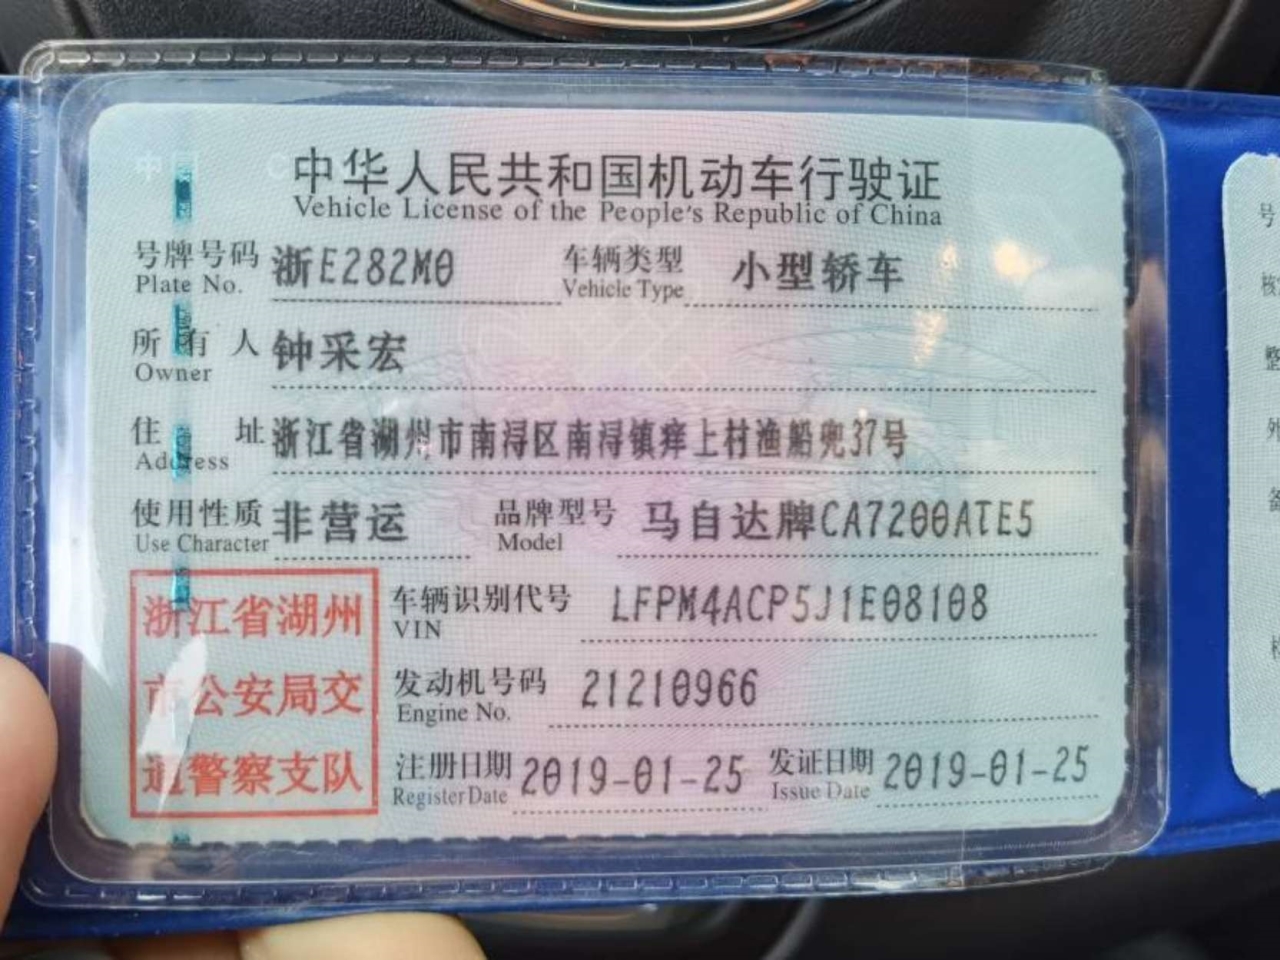 中华人民共和国机动车行驶证
Vehicle License of the People's Republic of China
号牌号码 浙E282M0 车辆类型 小型轿车
Plate No. Vehicle Type
所有人 钟采宏
Owner
住址 浙江省湖州市南浔区南浔镇痒上村渔船兜37号
Address
使用性质 非营运 品牌型号 马自达牌CA7200ATE5
Use Character Model
浙江省湖州
市公安局交
通警察支队
车辆识别代号 LFPM4ACP5J1E08108
VIN
发动机号码 21210966
Engine No.
注册日期 2019-01-25 发证日期 2019-01-25
Register Date Issue Date
号